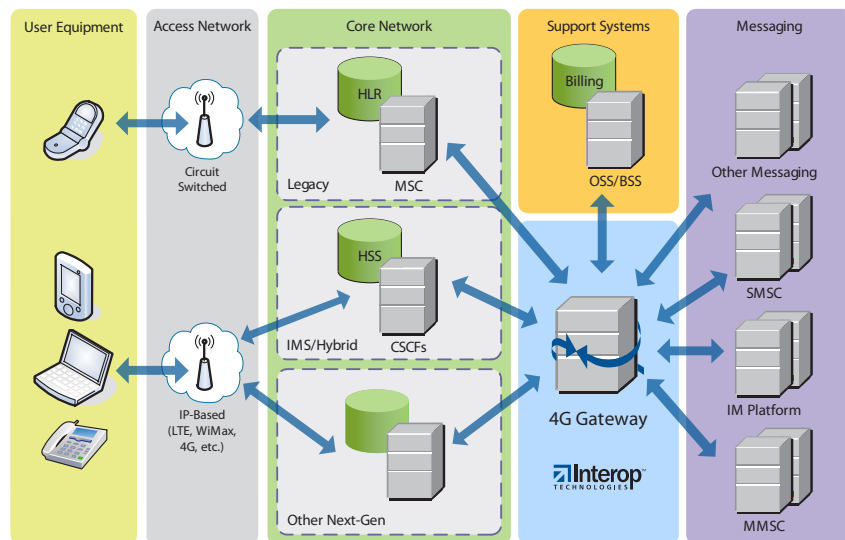 User Equipment
Access Network
Core Network
Support Systems
Messaging
HLR
MSC
Legacy
Circuit
Switched
Billing
OSS/BSS
Other Messaging
HSS
CSCFs
IMS/Hybrid
SMSC
IP-Based
(LTE, WiMax,
4G, etc.)
Other Next-Gen
4G Gateway
Interop™
TECHNOLOGIES
IM Platform
MMSC